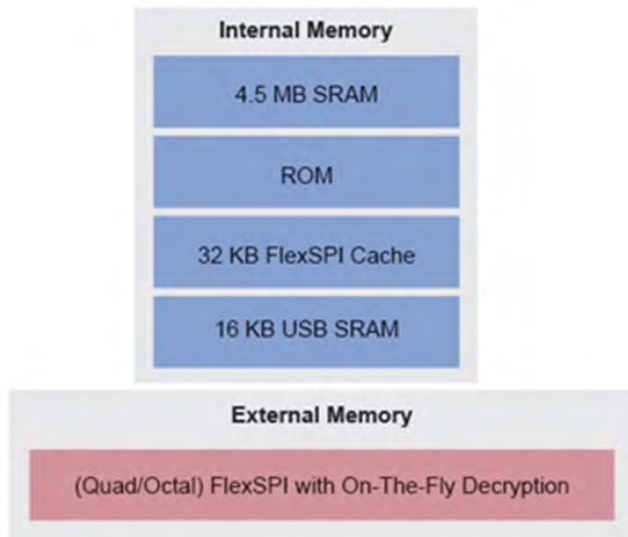 Internal Memory
4.5 MB SRAM
ROM
32 KB FlexSPI Cache
16 KB USB SRAM
External Memory
(Quad/Octal) FlexSPI with On-The-Fly Decryption